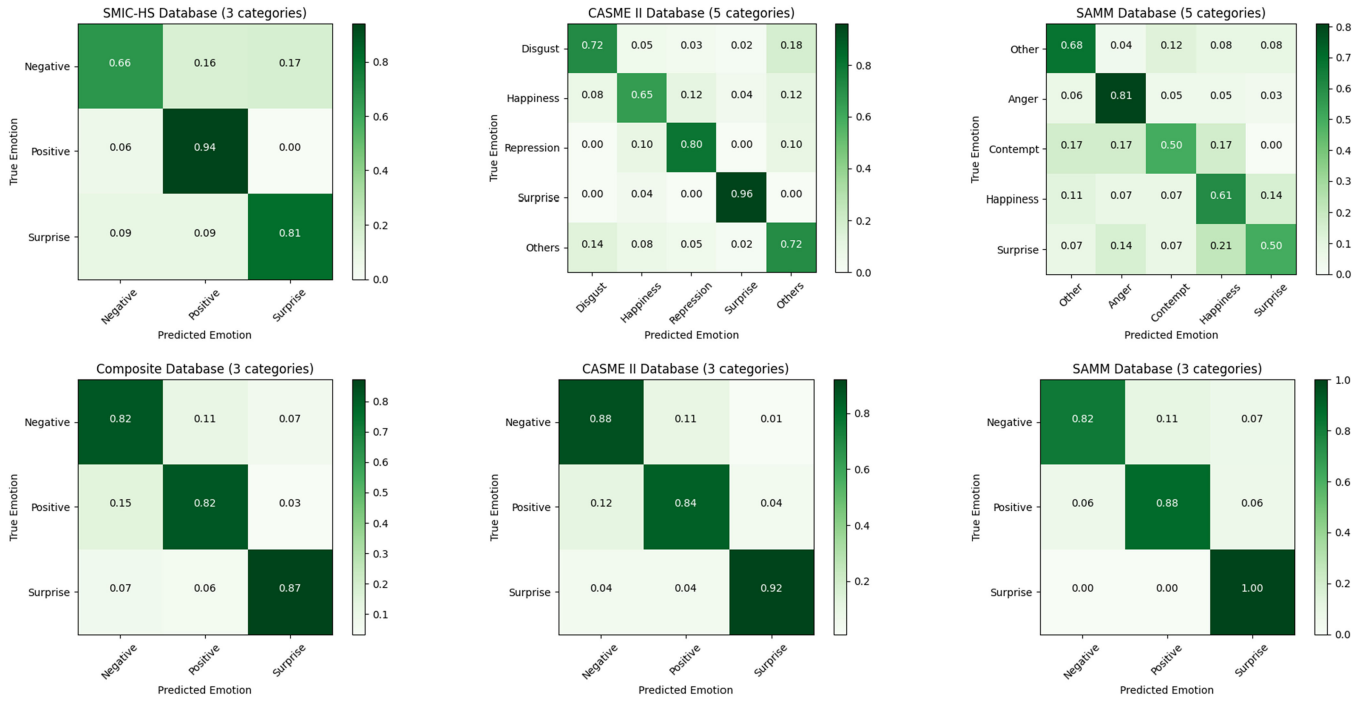 SMIC-HS Database (3 categories)
True Emotion
Negative 0.66 0.16 0.17
Positive 0.06 0.94 0.00
Surprise 0.09 0.09 0.81
Negative Positive Surprise
Predicted Emotion
0.8
0.6
0.4
0.2
0.0
CASME II Database (5 categories)
True Emotion
Disgust 0.72 0.05 0.03 0.02 0.18
Happiness 0.08 0.65 0.12 0.04 0.12
Repression 0.00 0.10 0.80 0.00 0.10
Surprise 0.00 0.04 0.00 0.96 0.00
Others 0.14 0.08 0.05 0.02 0.72
Disgust Happiness Repression Surprise Others
Predicted Emotion
0.8
0.6
0.4
0.2
0.0
SAMM Database (5 categories)
True Emotion
Other 0.68 0.04 0.12 0.08 0.08
Anger 0.06 0.81 0.05 0.05 0.03
Contempt 0.17 0.17 0.50 0.17 0.00
Happiness 0.11 0.07 0.07 0.61 0.14
Surprise 0.07 0.14 0.07 0.21 0.50
Other Anger Contempt Happiness Surprise
Predicted Emotion
0.8
0.7
0.6
0.5
0.4
0.3
0.2
0.1
0.0
Composite Database (3 categories)
True Emotion
Negative 0.82 0.11 0.07
Positive 0.15 0.82 0.03
Surprise 0.07 0.06 0.87
Negative Positive Surprise
Predicted Emotion
0.8
0.7
0.6
0.5
0.4
0.3
0.2
0.1
CASME II Database (3 categories)
True Emotion
Negative 0.88 0.11 0.01
Positive 0.12 0.84 0.04
Surprise 0.04 0.04 0.92
Negative Positive Surprise
Predicted Emotion
0.8
0.6
0.4
0.2
SAMM Database (3 categories)
True Emotion
Negative 0.82 0.11 0.07
Positive 0.06 0.88 0.06
Surprise 0.00 0.00 1.00
Negative Positive Surprise
Predicted Emotion
1.0
0.8
0.6
0.4
0.2
0.0